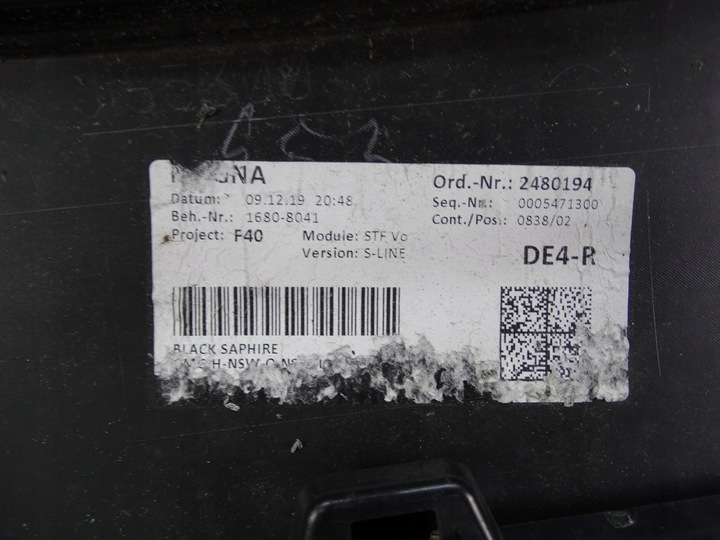 Ord.-Nr.: 2480194
Datum: 09.12.19 20:48
Seq.-Nr.: 0005471300
Beh.-Nr.: 1680-8041
Cont./Pos.: 0838/02
Project: F40
Module: STF Vo
Version: S-LINE
DE4-R
BLACK SAPHIRE